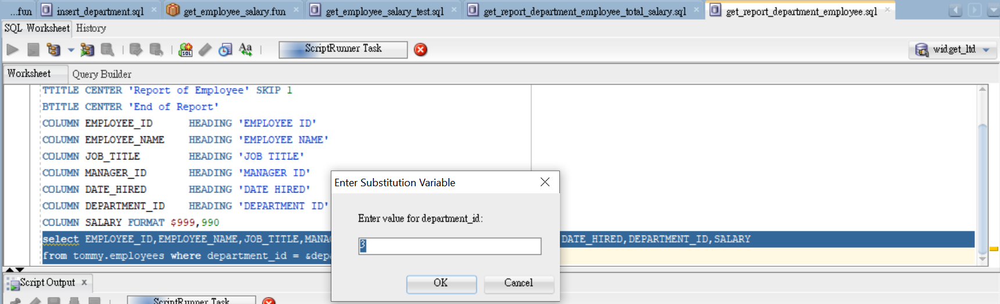 ...fun insert_department.sql get_employee_salary.fun get_employee_salary_test.sql get_report_department_employee_total_salary.sql get_report_department_employee.sql
SQL Worksheet History
SQL Aa ScriptRunner Task widget_ltd
Worksheet Query Builder
TTITLE CENTER 'Report of Employee' SKIP 1
BTITLE CENTER 'End of Report'
COLUMN EMPLOYEE_ID HEADING 'EMPLOYEE ID'
COLUMN EMPLOYEE_NAME HEADING 'EMPLOYEE NAME'
COLUMN JOB_TITLE HEADING 'JOB TITLE'
COLUMN MANAGER_ID HEADING 'MANAGER ID'
COLUMN DATE_HIRED HEADING 'DATE HIRED'
COLUMN DEPARTMENT_ID HEADING 'DEPARTMENT ID'
COLUMN SALARY FORMAT $999,990
select EMPLOYEE_ID,EMPLOYEE_NAME,JOB_TITLE,MANA DATE_HIRED,DEPARTMENT_ID,SALARY
from tommy.employees where department_id = &depa
Enter Substitution Variable
Enter value for department_id:
3
OK Cancel
Script Output
ScriptRunner Task